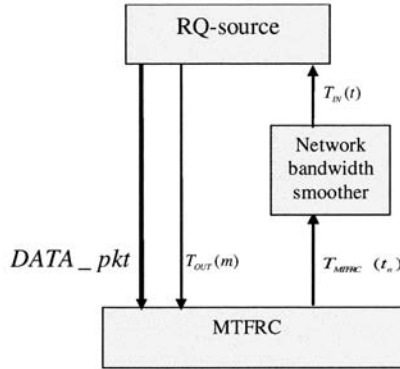 RQ-source
T_IN(t)
Network
bandwidth
smoother
DATA_pkt
T_OUT(m)
T_MTFRC (t_n)
MTFRC